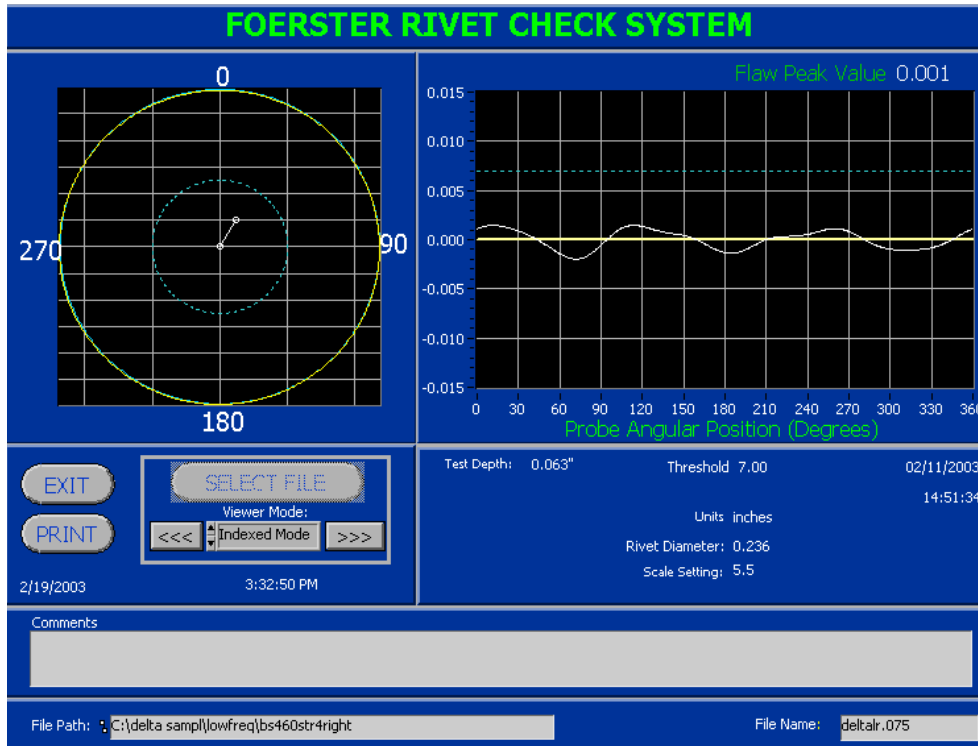 FOERSTER RIVET CHECK SYSTEM
0
270
90
180
Flaw Peak Value 0.001
0.015
0.010
0.005
0.000
-0.005
-0.010
-0.015
0 30 60 90 120 150 180 210 240 270 300 330 360
Probe Angular Position (Degrees)
EXIT
PRINT
SELECT FILE
Viewer Mode:
<<< Indexed Mode >>>
2/19/2003 3:32:50 PM
Test Depth: 0.063" Threshold 7.00 02/11/2003
14:51:34
Units inches
Rivet Diameter: 0.236
Scale Setting: 5.5
Comments
File Path: C:\delta sampl\lowfreq\bs460str4right File Name: deltalr.075